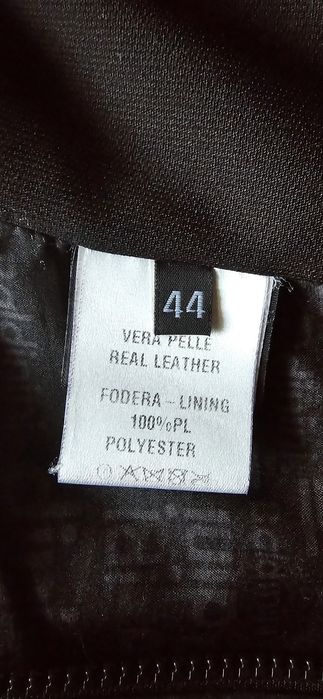 44
VERA PELLE
REAL LEATHER
FODERA - LINING
100%PL
POLYESTER